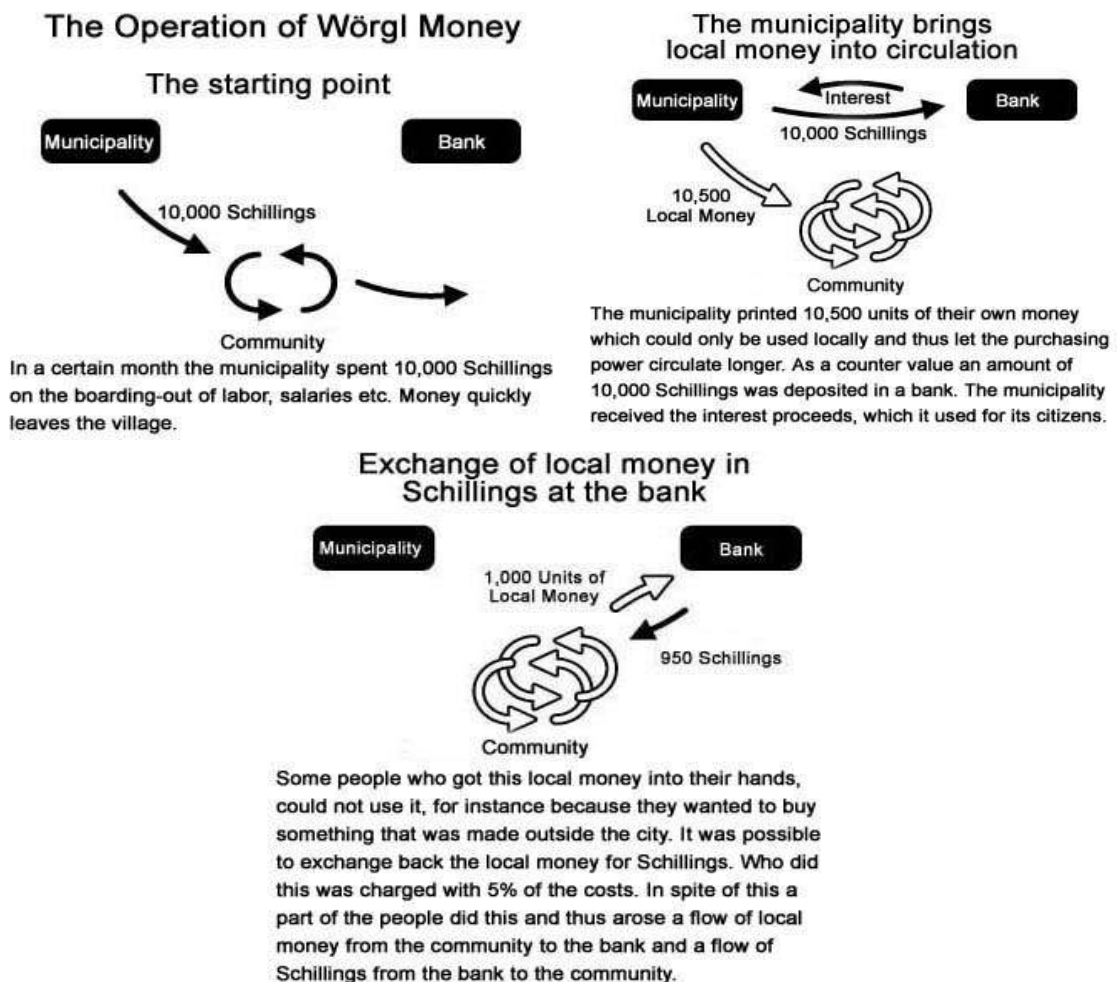 The Operation of Wörgl Money
The starting point
Municipality
Bank
10,000 Schillings
Community
In a certain month the municipality spent 10,000 Schillings
on the boarding-out of labor, salaries etc. Money quickly
leaves the village.
The municipality brings
local money into circulation
Municipality
Interest
Bank
10,000 Schillings
10,500
Local Money
Community
The municipality printed 10,500 units of their own money
which could only be used locally and thus let the purchasing
power circulate longer. As a counter value an amount of
10,000 Schillings was deposited in a bank. The municipality
received the interest proceeds, which it used for its citizens.
Exchange of local money in
Schillings at the bank
Municipality
Bank
1,000 Units of
Local Money
950 Schillings
Community
Some people who got this local money into their hands,
could not use it, for instance because they wanted to buy
something that was made outside the city. It was possible
to exchange back the local money for Schillings. Who did
this was charged with 5% of the costs. In spite of this a
part of the people did this and thus arose a flow of local
money from the community to the bank and a flow of
Schillings from the bank to the community.